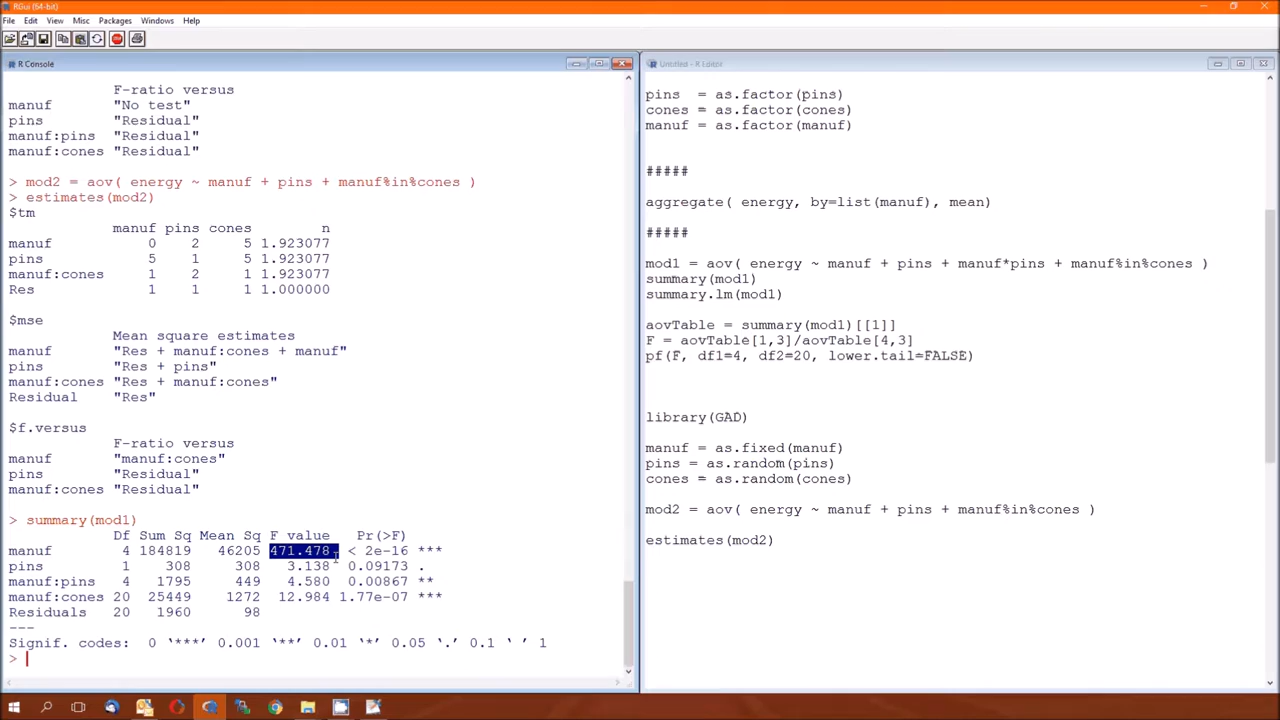 RGui (64-bit)
File Edit View Misc Packages Windows Help
R Console
F-ratio versus
manuf "No test"
pins "Residual"
manuf:pins "Residual"
manuf:cones "Residual"
> mod2 = aov( energy ~ manuf + pins + manuf%in%cones )
> estimates(mod2)
$tm
manuf pins cones n
manuf 0 2 5 1.923077
pins 5 1 5 1.923077
manuf:cones 1 2 1 1.923077
Res 1 1 1 1.000000
$mse
Mean square estimates
manuf "Res + manuf:cones + manuf"
pins "Res + pins"
manuf:cones "Res + manuf:cones"
Residual "Res"
$f.versus
F-ratio versus
manuf "manuf:cones"
pins "Residual"
manuf:cones "Residual"
> summary(mod1)
Df Sum Sq Mean Sq F value Pr(>F)
manuf 4 184819 46205 471.478 < 2e-16 ***
pins 1 308 308 3.138 0.09173 .
manuf:pins 4 1795 449 4.580 0.00867 **
manuf:cones 20 25449 1272 12.984 1.77e-07 ***
Residuals 20 1960 98
---
Signif. codes: 0 ‘***’ 0.001 ‘**’ 0.01 ‘*’ 0.05 ‘.’ 0.1 ‘ ’ 1
>
Untitled - R Editor
pins = as.factor(pins)
cones = as.factor(cones)
manuf = as.factor(manuf)
#####
aggregate( energy, by=list(manuf), mean)
#####
mod1 = aov( energy ~ manuf + pins + manuf*pins + manuf%in%cones )
summary(mod1)
summary.lm(mod1)
aovTable = summary(mod1)[[1]]
F = aovTable[1,3]/aovTable[4,3]
pf(F, df1=4, df2=20, lower.tail=FALSE)
library(GAD)
manuf = as.fixed(manuf)
pins = as.random(pins)
cones = as.random(cones)
mod2 = aov( energy ~ manuf + pins + manuf%in%cones )
estimates(mod2)